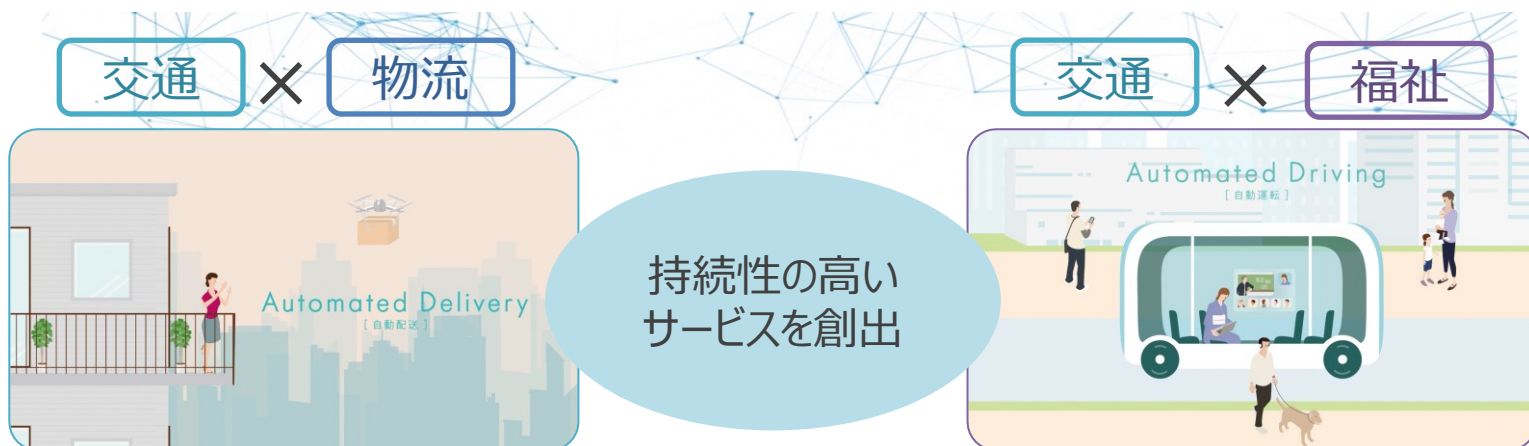 交通 × 物流
Automated Delivery
[ 自動配送 ]
持続性の高い
サービスを創出
交通 × 福祉
Automated Driving
[ 自動運転 ]